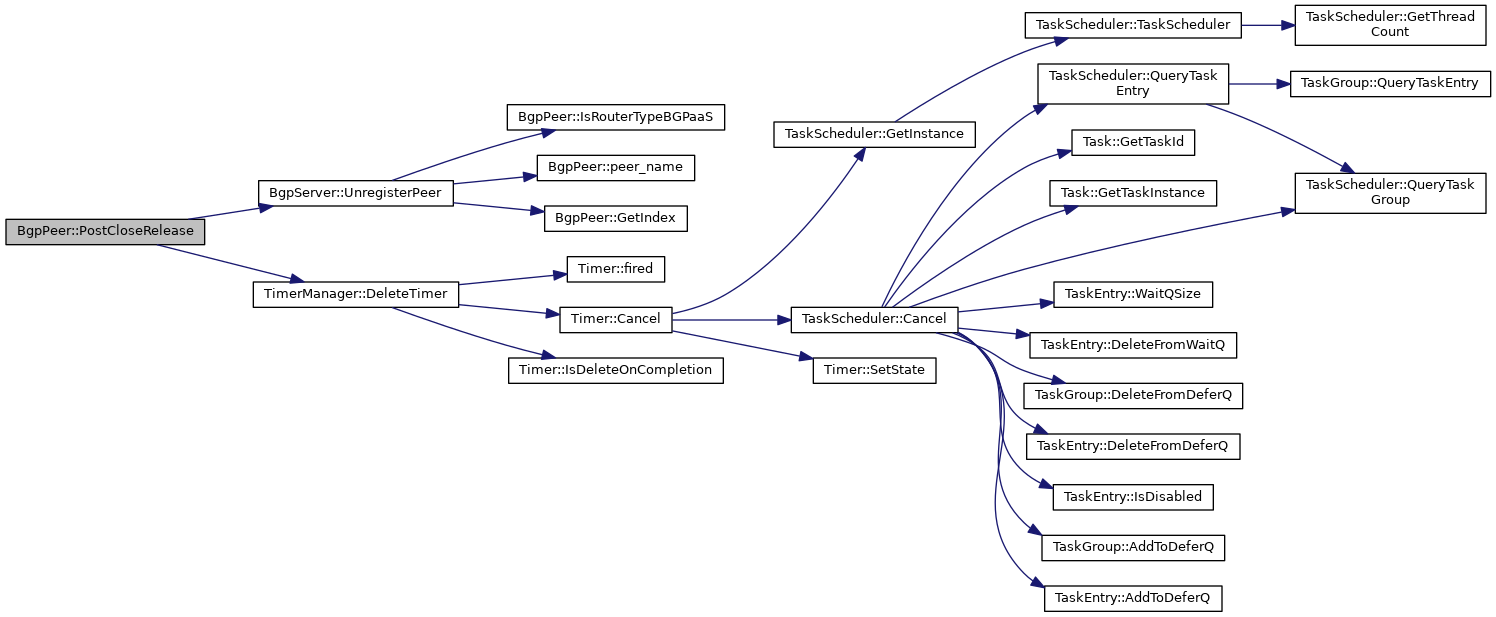 BgpPeer::PostCloseRelease
BgpServer::UnregisterPeer
TimerManager::DeleteTimer
BgpPeer::IsRouterTypeBGPaaS
BgpPeer::peer_name
BgpPeer::GetIndex
Timer::fired
Timer::Cancel
Timer::IsDeleteOnCompletion
TaskScheduler::GetInstance
TaskScheduler::Cancel
Timer::SetState
TaskScheduler::TaskScheduler
TaskScheduler::QueryTask
Entry
Task::GetTaskId
Task::GetTaskInstance
TaskEntry::WaitQSize
TaskEntry::DeleteFromWaitQ
TaskGroup::DeleteFromDeferQ
TaskEntry::DeleteFromDeferQ
TaskEntry::IsDisabled
TaskGroup::AddToDeferQ
TaskEntry::AddToDeferQ
TaskScheduler::GetThread
Count
TaskGroup::QueryTaskEntry
TaskScheduler::QueryTask
Group